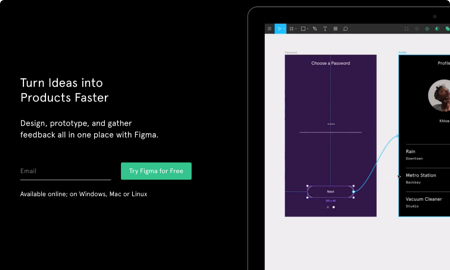 Turn Ideas into
Products Faster
Design, prototype, and gather
feedback all in one place with Figma.
Email
Try Figma for Free
Available online; on Windows, Mac or Linux
Choose a Password
Next
Profile
Rain
Downtown
Metro Station
Vacuum Cleaner